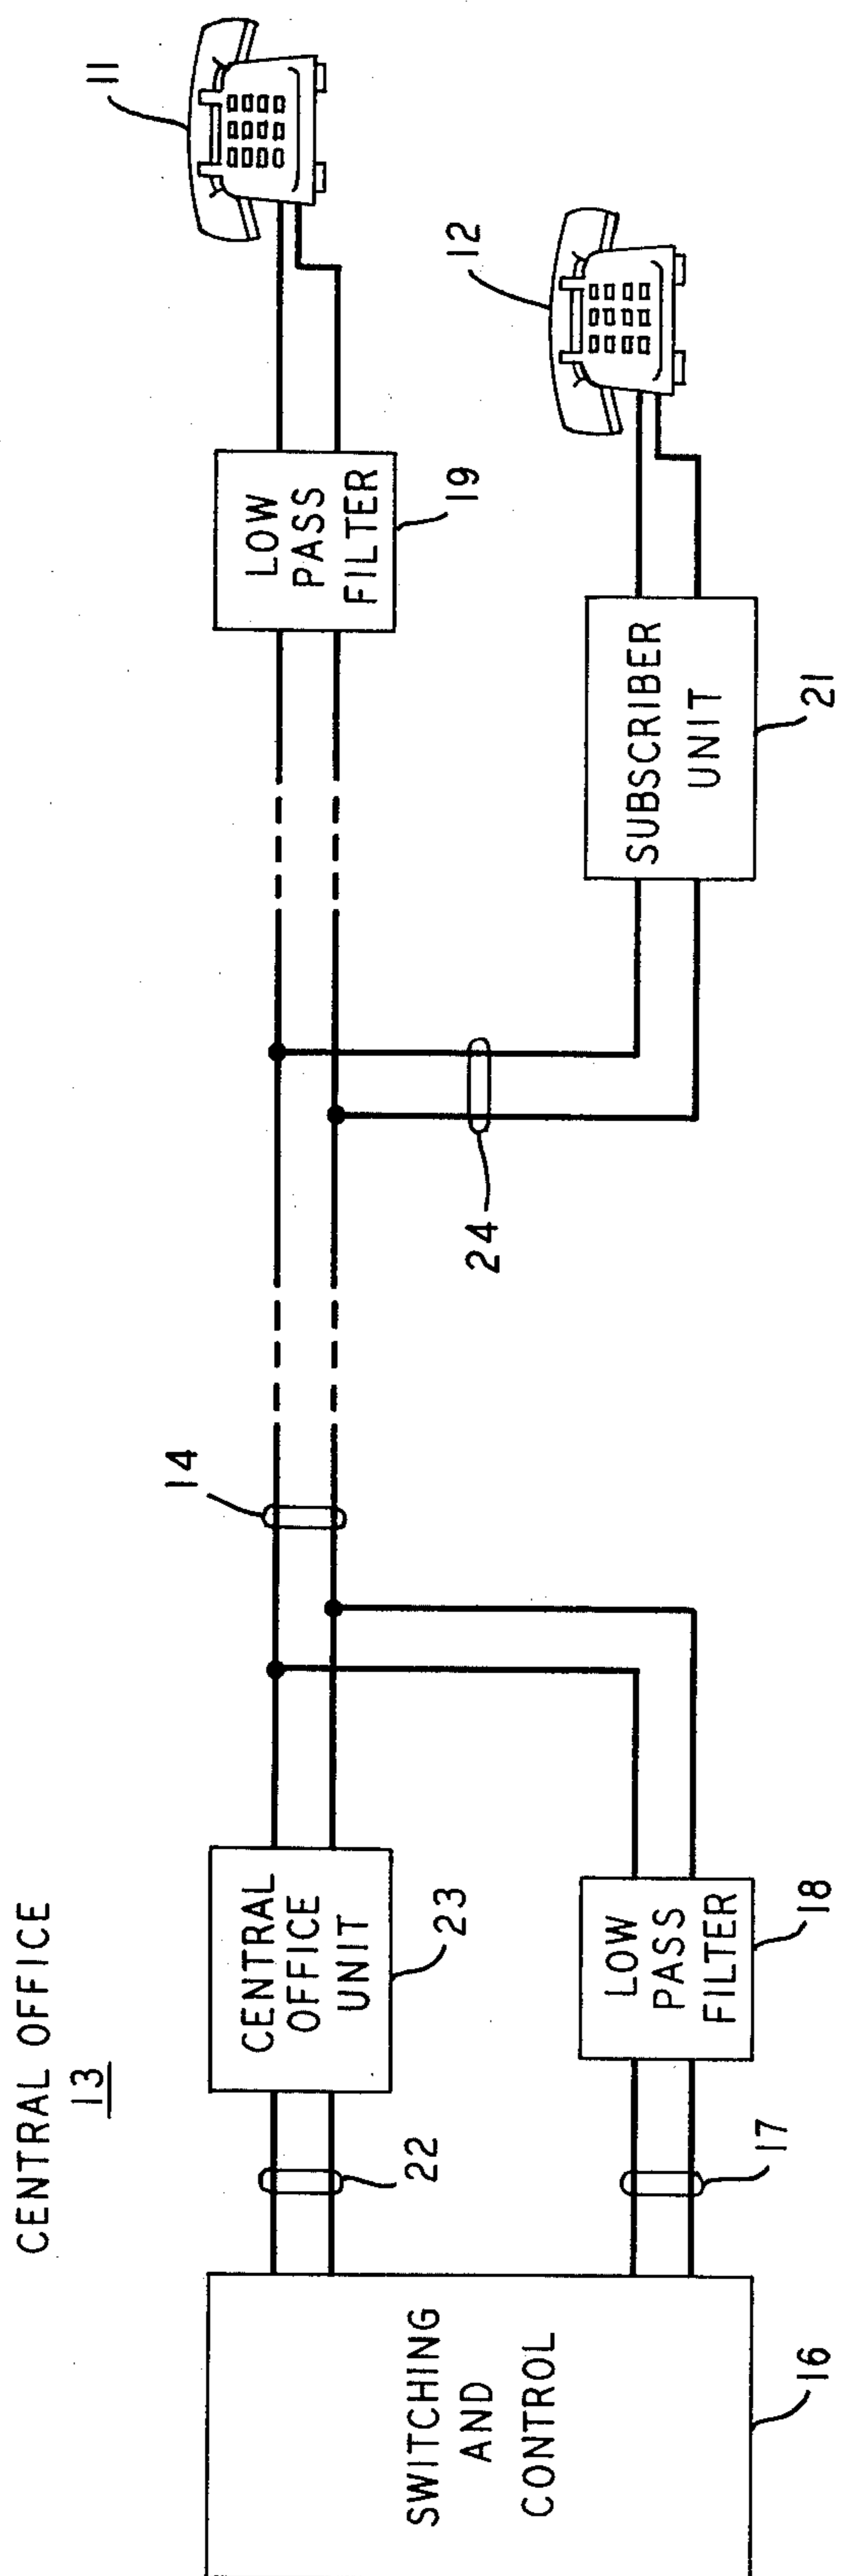 CENTRAL OFFICE
13
SWITCHING
AND
CONTROL
16
22
17
CENTRAL
OFFICE
UNIT
23
LOW
PASS
FILTER
18
14
24
SUBSCRIBER
UNIT
21
LOW
PASS
FILTER
19
11
12